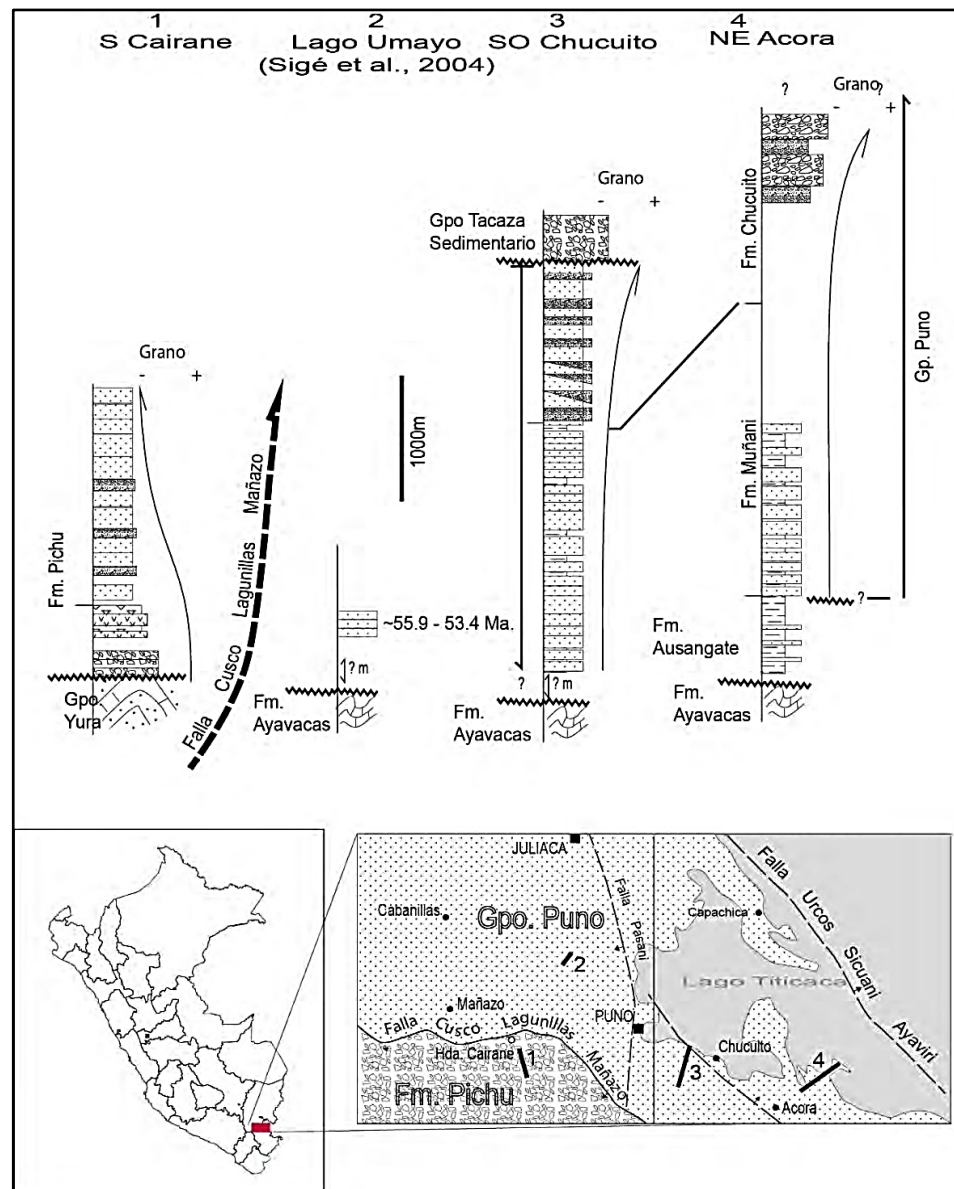 1
S Cairane
2
Lago Umayo
(Sigé et al., 2004)
3
SO Chucuito
4
NE Acora
Grano
- +
Fm. Pichu
Gpo.
Yura
Falla Cusco Lagunillas Mañazo
1000m
~55.9 - 53.4 Ma.
? m
Fm.
Ayavacas
Grano
- +
Gpo Tacaza
Sedimentario
?
? m
Fm.
Ayavacas
?
Grano
?
- +
Fm. Chucuito
Fm. Muñani
Gp. Puno
?
Fm.
Ausangate
Fm.
Ayavacas
JULIACA
Cabanillas
Gpo. Puno
Falla Pasani
2
Mañazo
Falla Cusco Lagunillas Mañazo
PUNO
Hda. Cairane
1
Fm. Pichu
Falla Urcos Sicuani Ayaviri
Capachica
Lago Titicaca
Chucuito
3
4
Acora